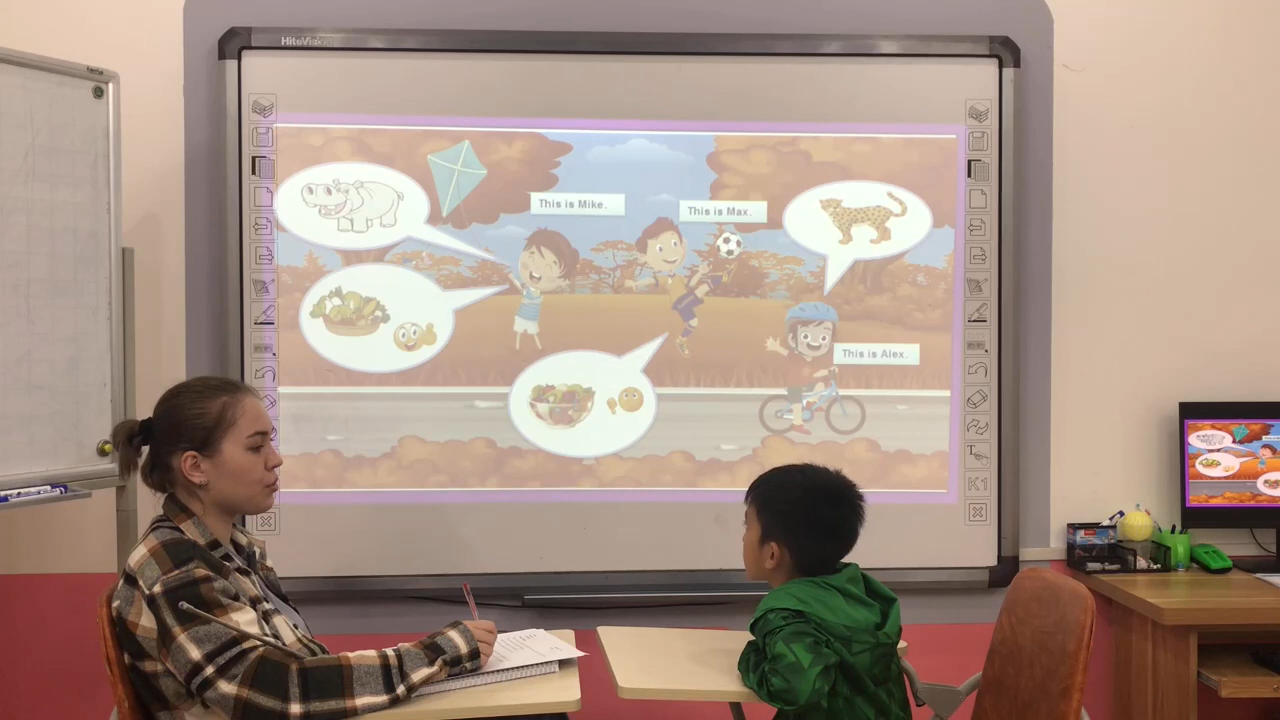 HiteVision
This is Mike.
This is Max.
This is Alex.
T
K1